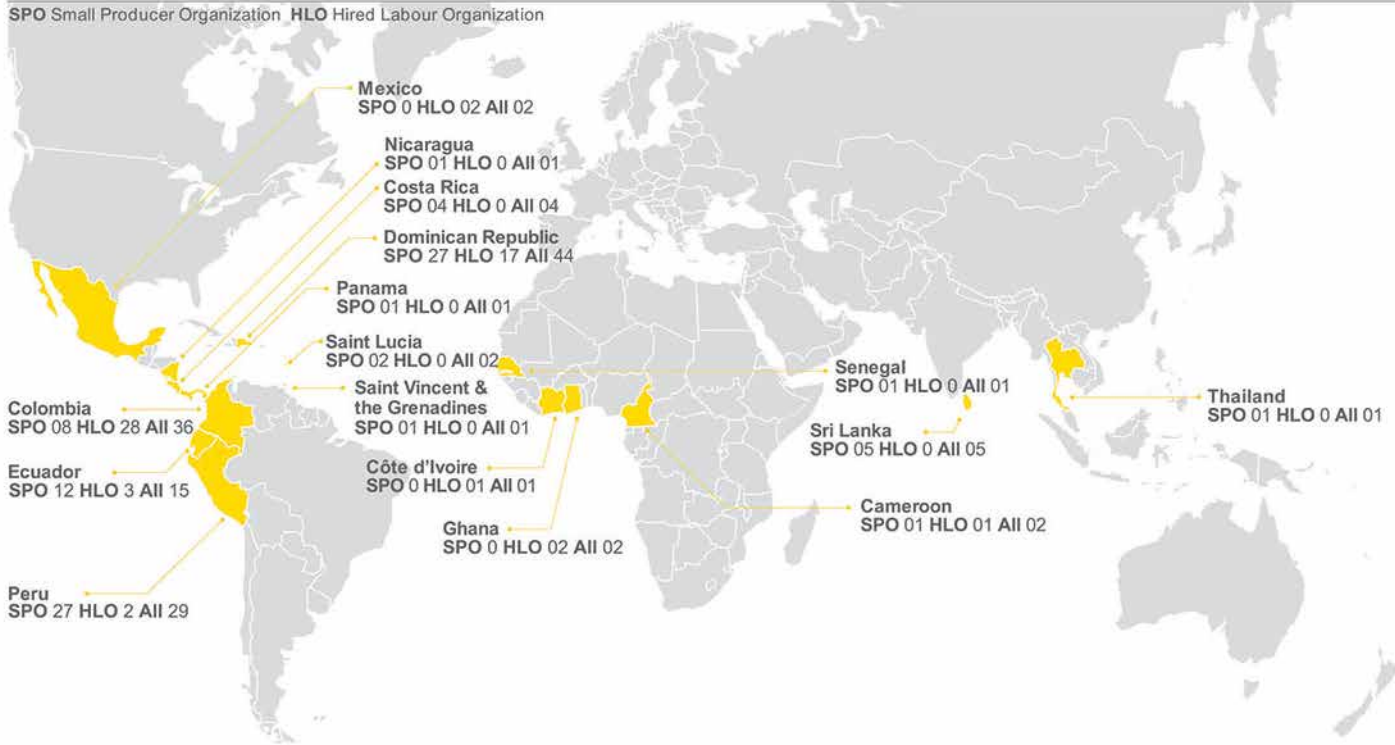 SPO Small Producer Organization HLO Hired Labour Organization
Mexico
SPO 0 HLO 02 All 02
Nicaragua
SPO 01 HLO 0 All 01
Costa Rica
SPO 04 HLO 0 All 04
Dominican Republic
SPO 27 HLO 17 All 44
Panama
SPO 01 HLO 0 All 01
Saint Lucia
SPO 02 HLO 0 All 02
Saint Vincent &
the Grenadines
SPO 01 HLO 0 All 01
Colombia
SPO 08 HLO 28 All 36
Ecuador
SPO 12 HLO 3 All 15
Peru
SPO 27 HLO 2 All 29
Côte d'Ivoire
SPO 0 HLO 01 All 01
Ghana
SPO 0 HLO 02 All 02
Senegal
SPO 01 HLO 0 All 01
Sri Lanka
SPO 05 HLO 0 All 05
Cameroon
SPO 01 HLO 01 All 02
Thailand
SPO 01 HLO 0 All 01